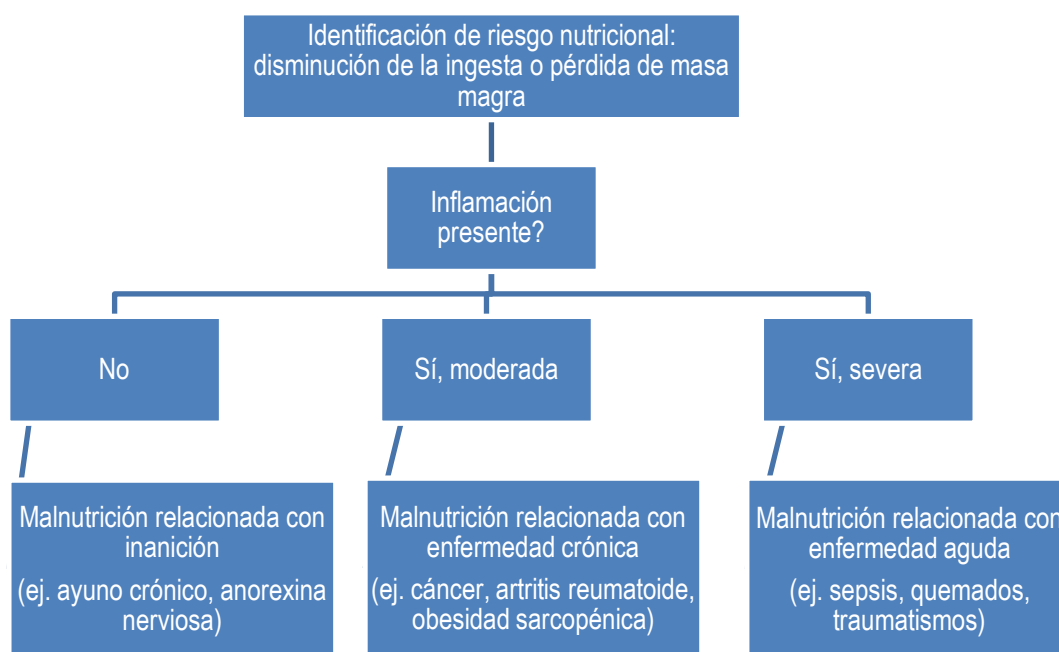 Identificación de riesgo nutricional:
disminución de la ingesta o pérdida de masa
magra
Inflamación
presente?
No
Sí, moderada
Sí, severa
Malnutrición relacionada con
inanición
(ej. ayuno crónico, anorexina
nerviosa)
Malnutrición relacionada con
enfermedad crónica
(ej. cáncer, artritis reumatoide,
obesidad sarcopénica)
Malnutrición relacionada con
enfermedad aguda
(ej. sepsis, quemados,
traumatismos)